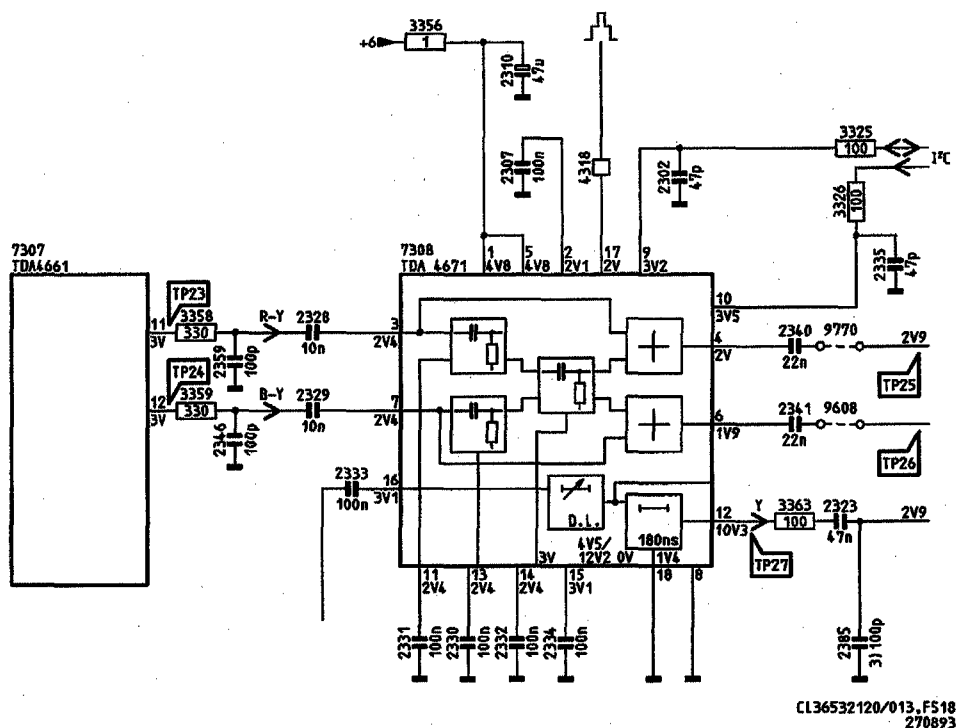 3356
+6
1
2310
47u
3325
100
I²C
2307
100n
4318
2302
47p
3326
100
2335
47p
7307
TDA4661
7308
TDA 4671
1
4V8
5
4V8
2
2V1
17
2V
9
3V2
10
3V5
TP23
11
3V
3358
330
R-Y
2328
10n
3
2V4
2359
100p
4
2V
2340
22n
9770
2V9
TP25
TP24
12
3V
3359
330
B-Y
2329
10n
7
2V4
2346
100p
6
1V9
2341
22n
9608
TP26
2333
100n
16
3V1
D.L.
180ns
12
10V3
Y
3363
100
2323
47n
2V9
TP27
3V
4V5/
12V2
0V
1V4
11
2V4
13
2V4
14
2V4
15
3V1
18
8
2331
100n
2330
100n
2332
100n
2334
100n
2385
3) 100p
CL36532120/013.FS18
270893